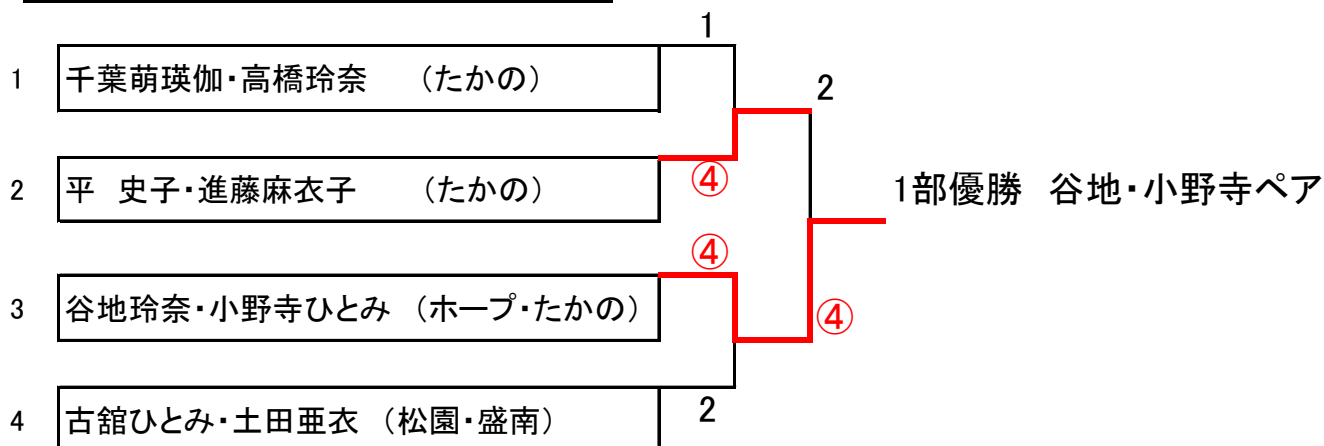 1
1 千葉萌瑛伽・高橋玲奈 （たかの）
2
2 平 史子・進藤麻衣子 （たかの）
④
1部優勝 谷地・小野寺ペア
④
3 谷地玲奈・小野寺ひとみ （ホープ・たかの）
④
4 古舘ひとみ・土田亜衣 （松園・盛南）
2